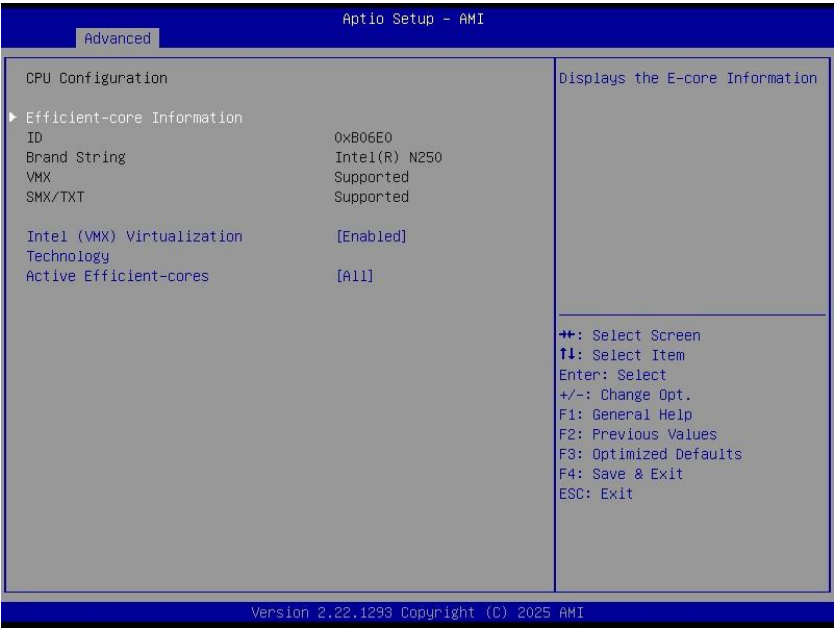 Aptio Setup - AMI
Advanced
CPU Configuration
Efficient-core Information
ID 0xB06E0
Brand String Intel(R) N250
VMX Supported
SMX/TXT Supported
Intel (VMX) Virtualization [Enabled]
Technology
Active Efficient-cores [All]
Displays the E-core Information
→←: Select Screen
↑↓: Select Item
Enter: Select
+/-: Change Opt.
F1: General Help
F2: Previous Values
F3: Optimized Defaults
F4: Save & Exit
ESC: Exit
Version 2.22.1293 Copyright (C) 2025 AMI